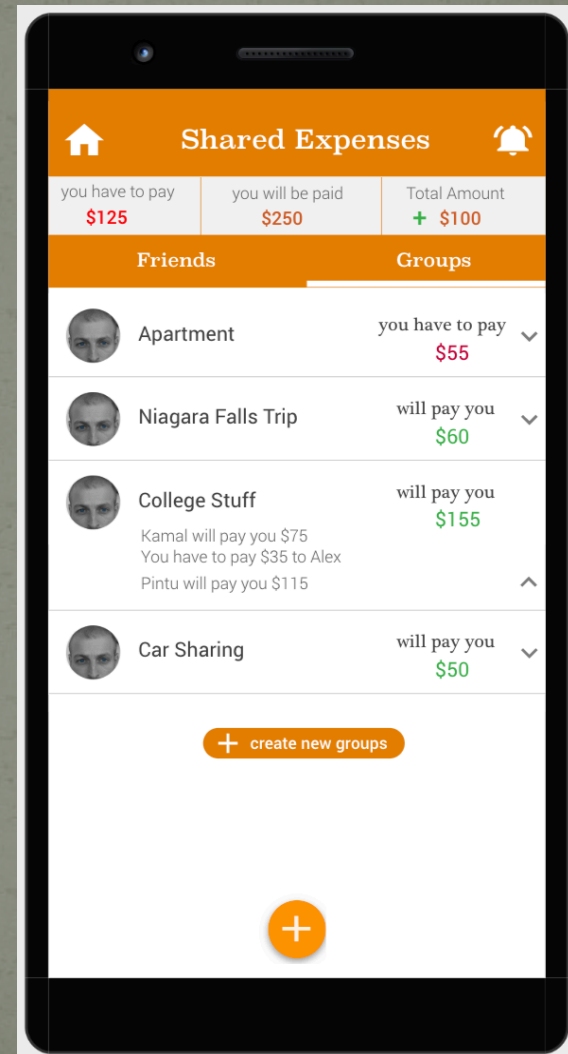 Shared Expenses
you have to pay you will be paid Total Amount
$125 $250 + $100
Friends Groups
Apartment you have to pay
$55
Niagara Falls Trip will pay you
$60
College Stuff will pay you
$155
Kamal will pay you $75
You have to pay $35 to Alex
Pintu will pay you $115
Car Sharing will pay you
$50
+ create new groups
+